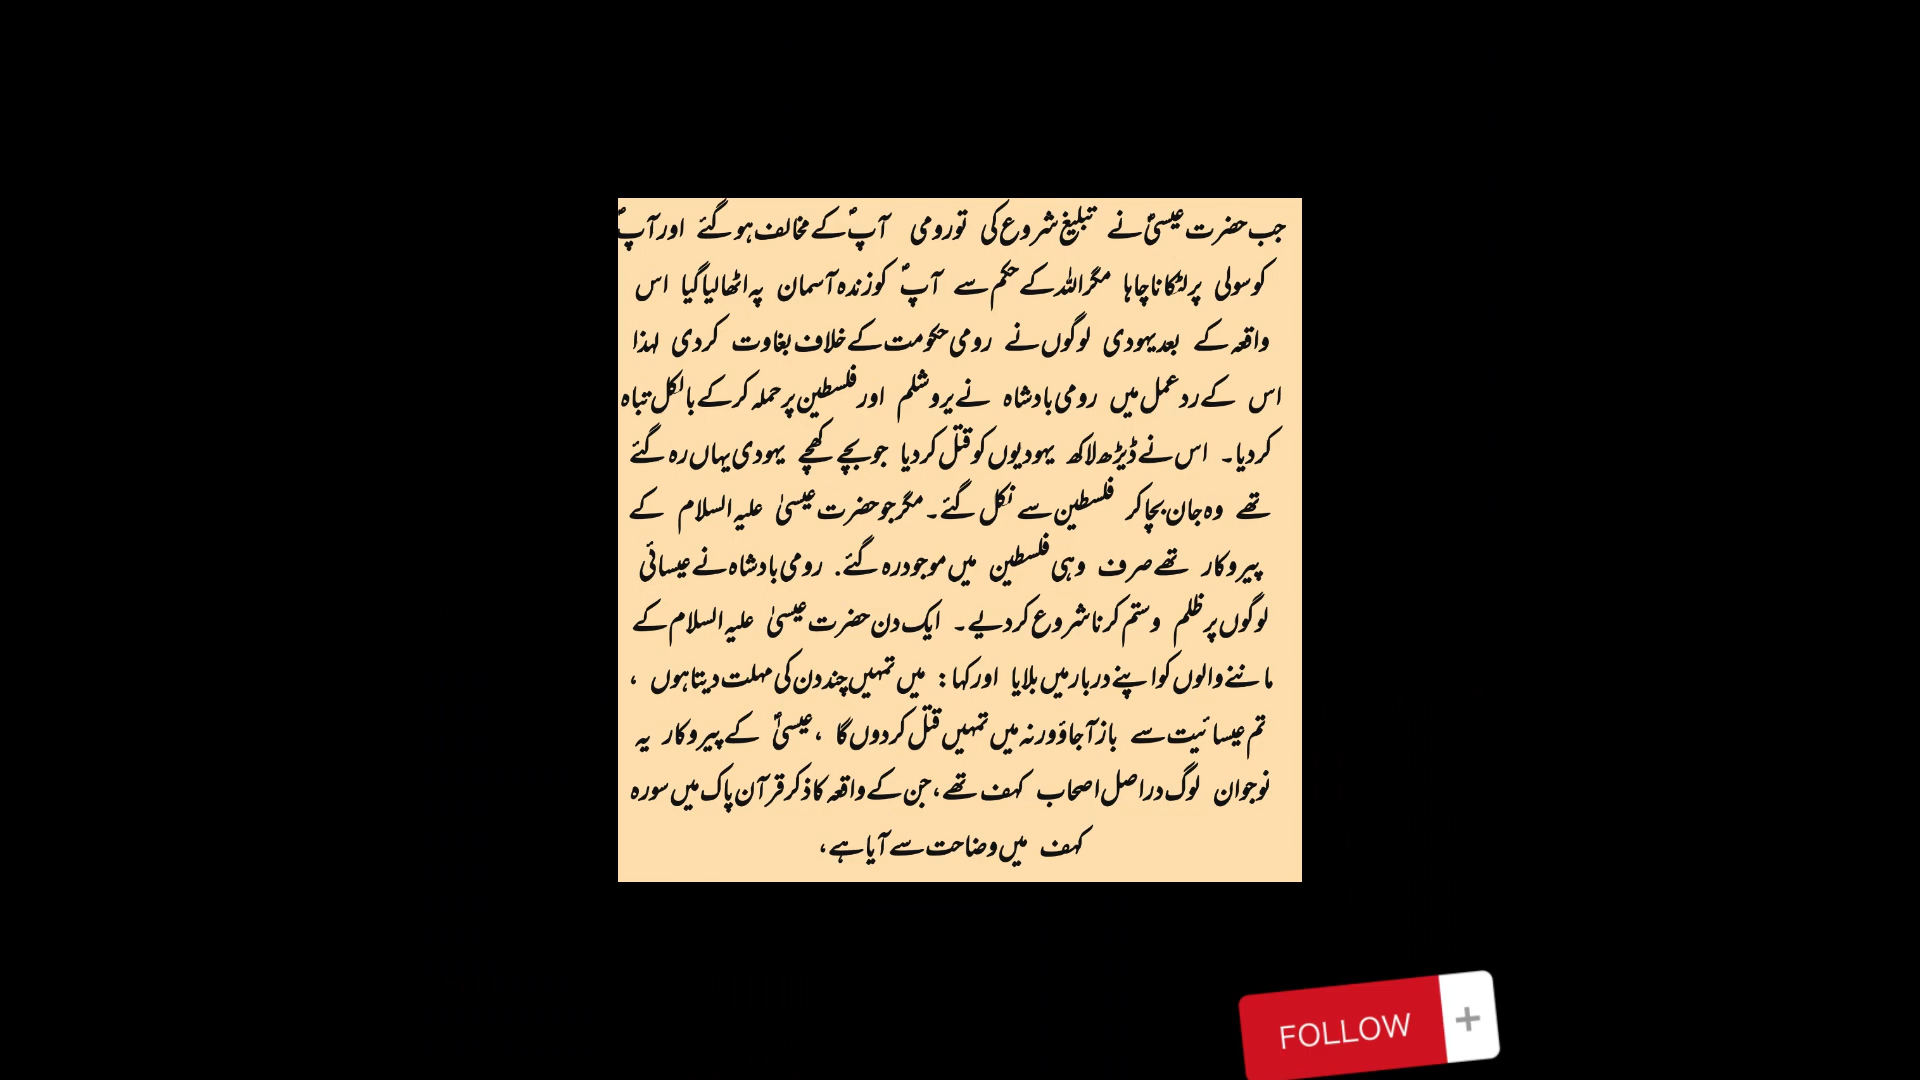 جب حضرت عیسیٰؑ نے تبلیغ شروع کی تو رومی آپؑ کے مخالف ہو گئے اور آپؑ
کو سولی پر لٹکانا چاہا مگر اللہ کے حکم سے آپؑ کو زندہ آسمان پہ اٹھا لیا گیا اس
واقعہ کے بعد یہودی لوگوں نے رومی حکومت کے خلاف بغاوت کر دی لہذا
اس کے رد عمل میں رومی بادشاہ نے یروشلم اور فلسطین پر حملہ کر کے بالکل تباہ
کر دیا۔ اس نے ڈیڑھ لاکھ یہودیوں کو قتل کر دیا جو بچے کھچے یہودی یہاں رہ گئے
تھے وہ جان بچا کر فلسطین سے نکل گئے۔ مگر جو حضرت عیسیٰ علیہ السلام کے
پیروکار تھے صرف وہی فلسطین میں موجود رہ گئے. رومی بادشاہ نے عیسائی
لوگوں پر ظلم و ستم کرنا شروع کر دیے۔ ایک دن حضرت عیسیٰ علیہ السلام کے
ماننے والوں کو اپنے دربار میں بلایا اور کہا: میں تمہیں چند دن کی مہلت دیتا ہوں ،
تم عیسائیت سے باز آ جاؤ ورنہ میں تمہیں قتل کر دوں گا ،عیسیٰؑ کے پیروکار یہ
نوجوان لوگ دراصل اصحاب کہف تھے، جن کے واقعہ کا ذکر قرآن پاک میں سورہ
کہف میں وضاحت سے آیا ہے،
FOLLOW +